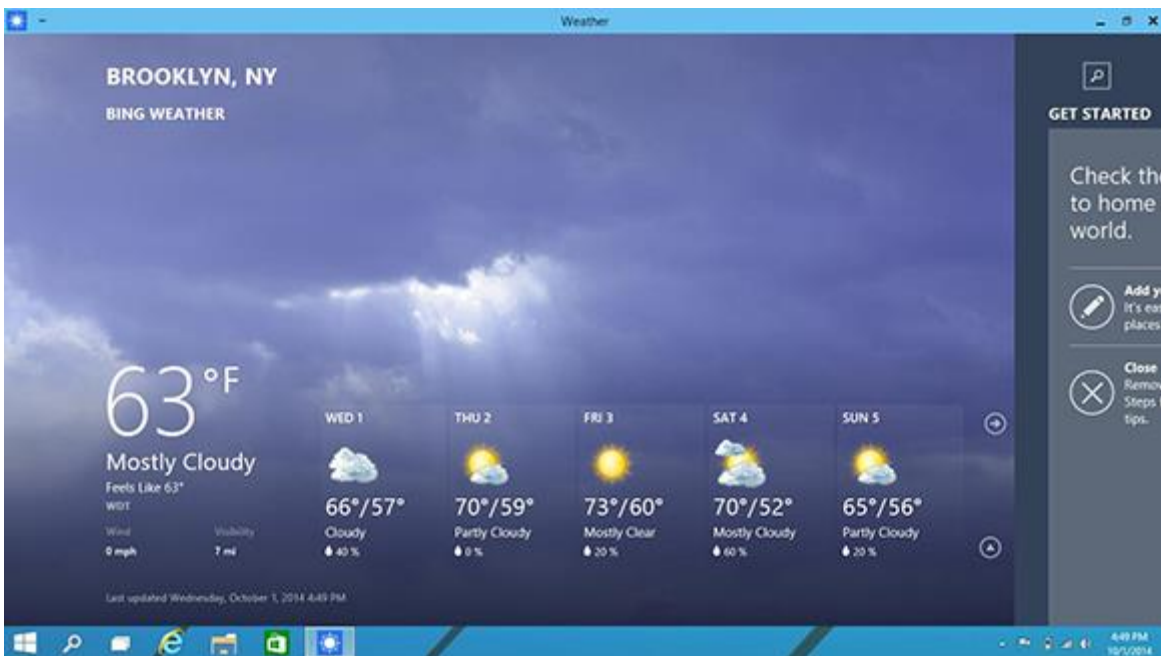 Weather
BROOKLYN, NY
BING WEATHER
63°F
Mostly Cloudy
Feels Like 63°
WDT
Wind
Visibility
0 mph
7 mi
WED 1
66°/57°
Cloudy
40 %
THU 2
70°/59°
Partly Cloudy
0 %
FRI 3
73°/60°
Mostly Clear
20 %
SAT 4
70°/52°
Mostly Cloudy
60 %
SUN 5
65°/56°
Partly Cloudy
20 %
Last updated Wednesday, October 1, 2014 4:49 PM
GET STARTED
Check the
to home
world.
Add y
It's eas
places
Close
Remov
Steps
tips.
4:49 PM
10/1/2014